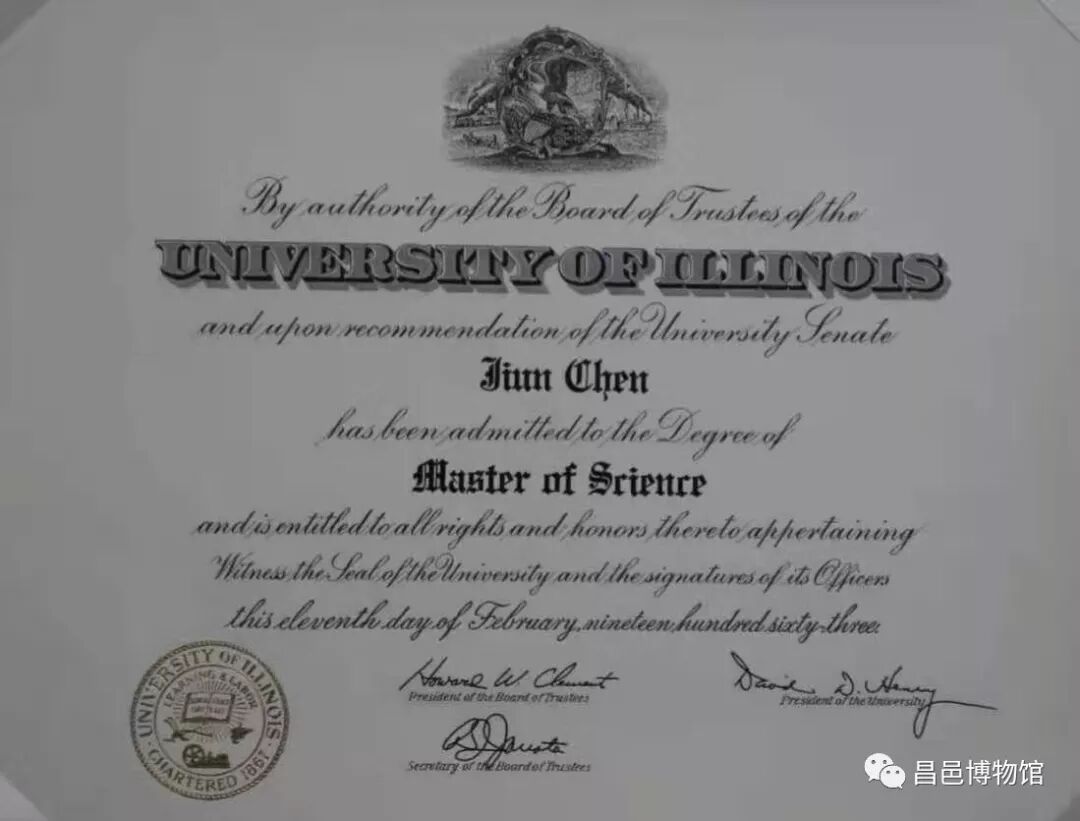 By authority of the Board of Trustees of the
UNIVERSITY OF ILLINOIS
and upon recommendation of the University Senate
Jiun Chen
has been admitted to the Degree of
Master of Science
and is entitled to all rights and honors thereto appertaining
Witness the Seal of the University and the signatures of its Officers
this eleventh day of February, nineteen hundred sixty-three.
Howard W. Clement
President of the Board of Trustees
David D. Henry
President of the University
Secretary of the Board of Trustees
UNIVERSITY OF ILLINOIS
LEARNING & LABOR
CHARTERED 1867
昌邑博物馆